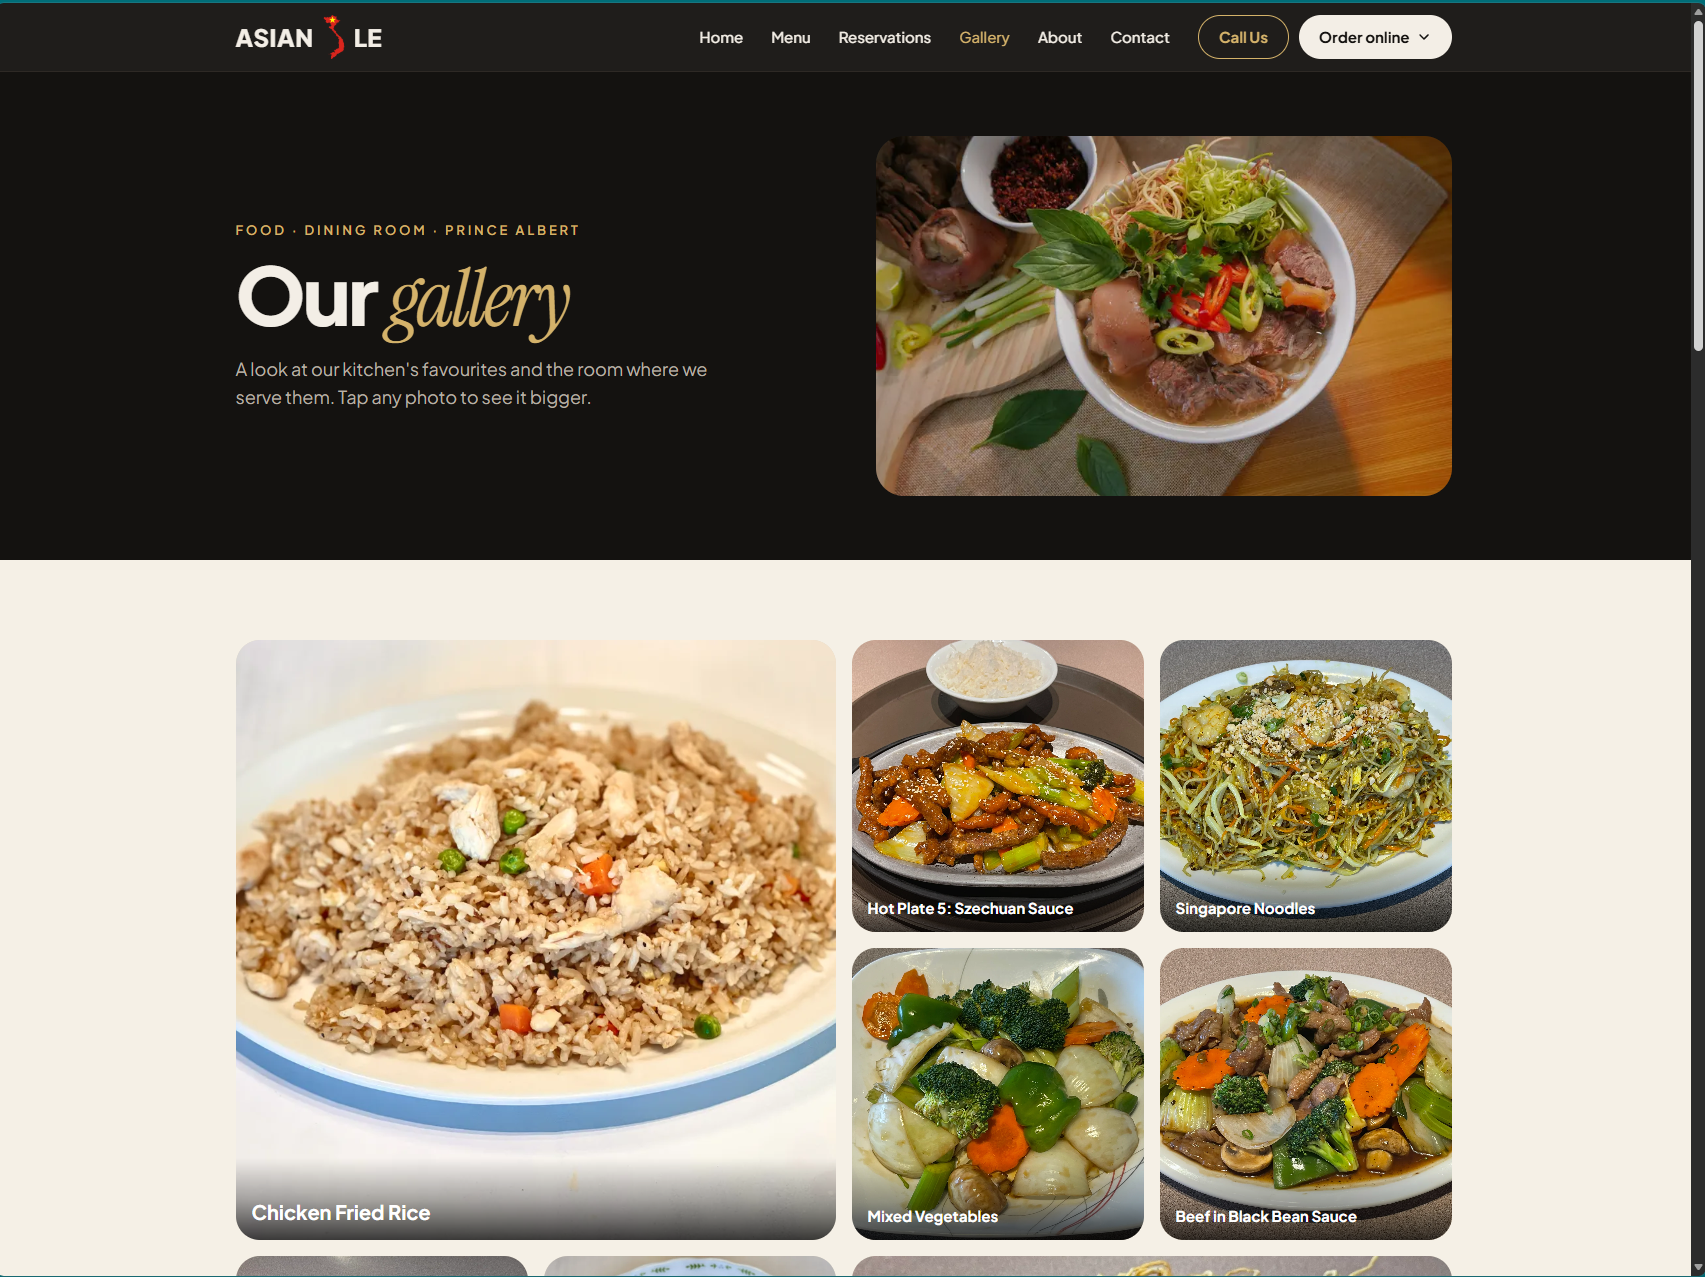 ASIAN LE
Home
Menu
Reservations
Gallery
About
Contact
Call Us
Order online
FOOD · DINING ROOM · PRINCE ALBERT
Our gallery
A look at our kitchen's favourites and the room where we
serve them. Tap any photo to see it bigger.
Hot Plate 5: Szechuan Sauce
Singapore Noodles
Chicken Fried Rice
Mixed Vegetables
Beef in Black Bean Sauce